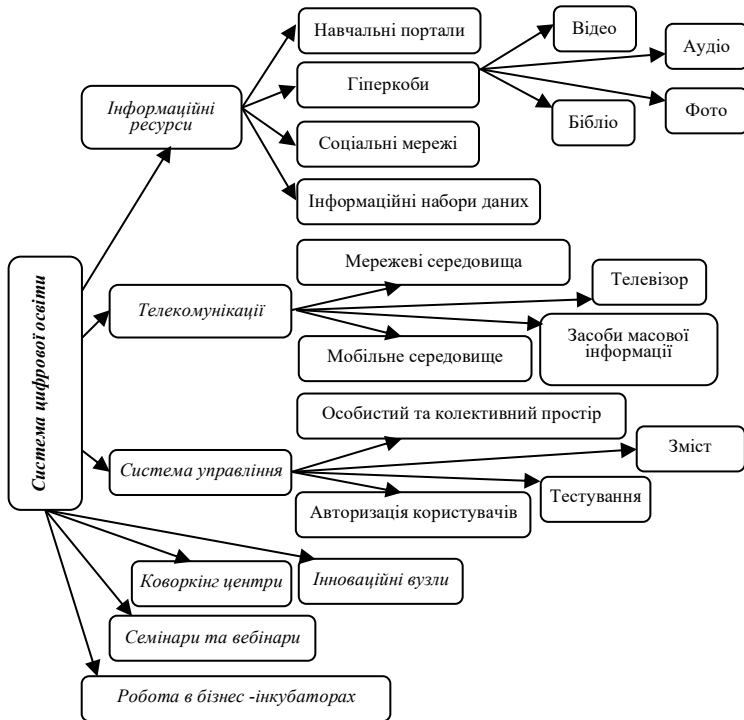 Навчальні портали
Відео
Аудіо
Гіперкоби
Інформаційні
ресурси
Бібліо
Фото
Соціальні мережі
Інформаційні набори даних
Система цифрової освіти
Мережеві середовища
Телевізор
Телекомунікації
Засоби масової
інформації
Мобільне середовище
Особистий та колективний простір
Зміст
Система управління
Тестування
Авторизація користувачів
Коворкінг центри
Інноваційні вузли
Семінари та вебінари
Робота в бізнес -інкубаторах